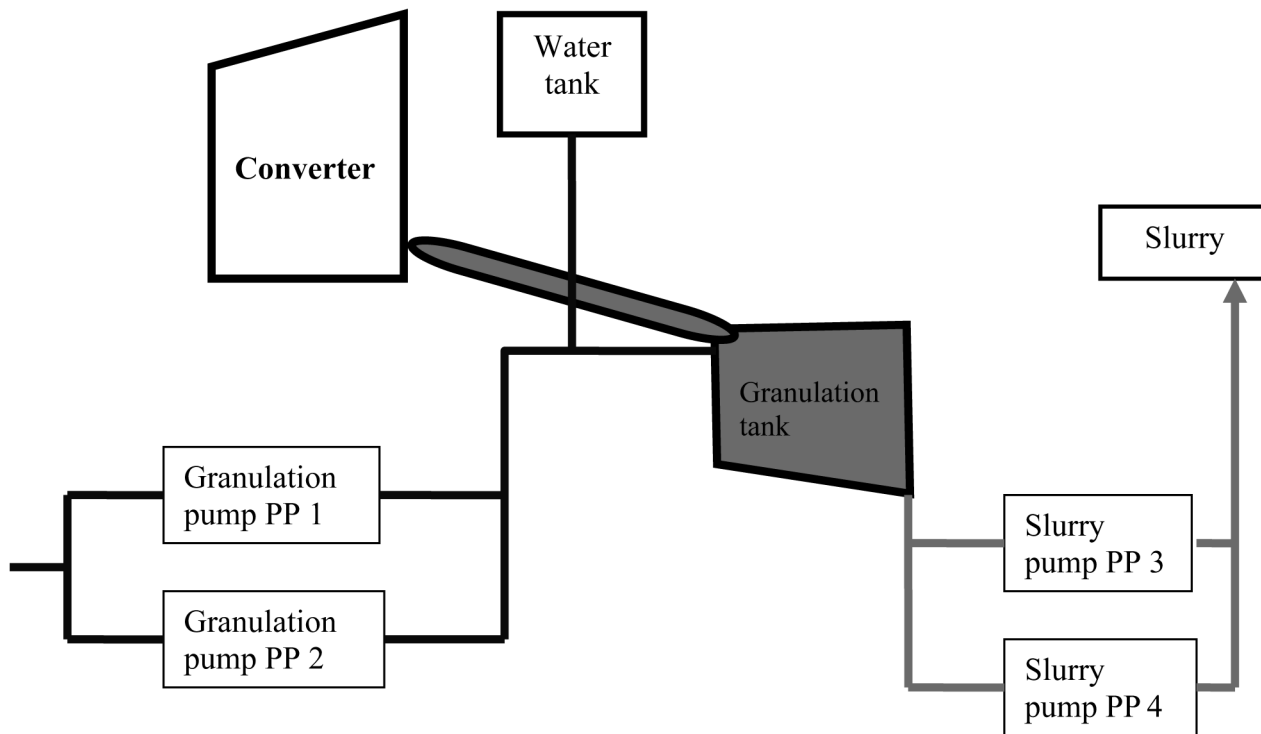 Water
tank
Converter
Slurry
Granulation
tank
Granulation
pump PP 1
Slurry
pump PP 3
Granulation
pump PP 2
Slurry
pump PP 4